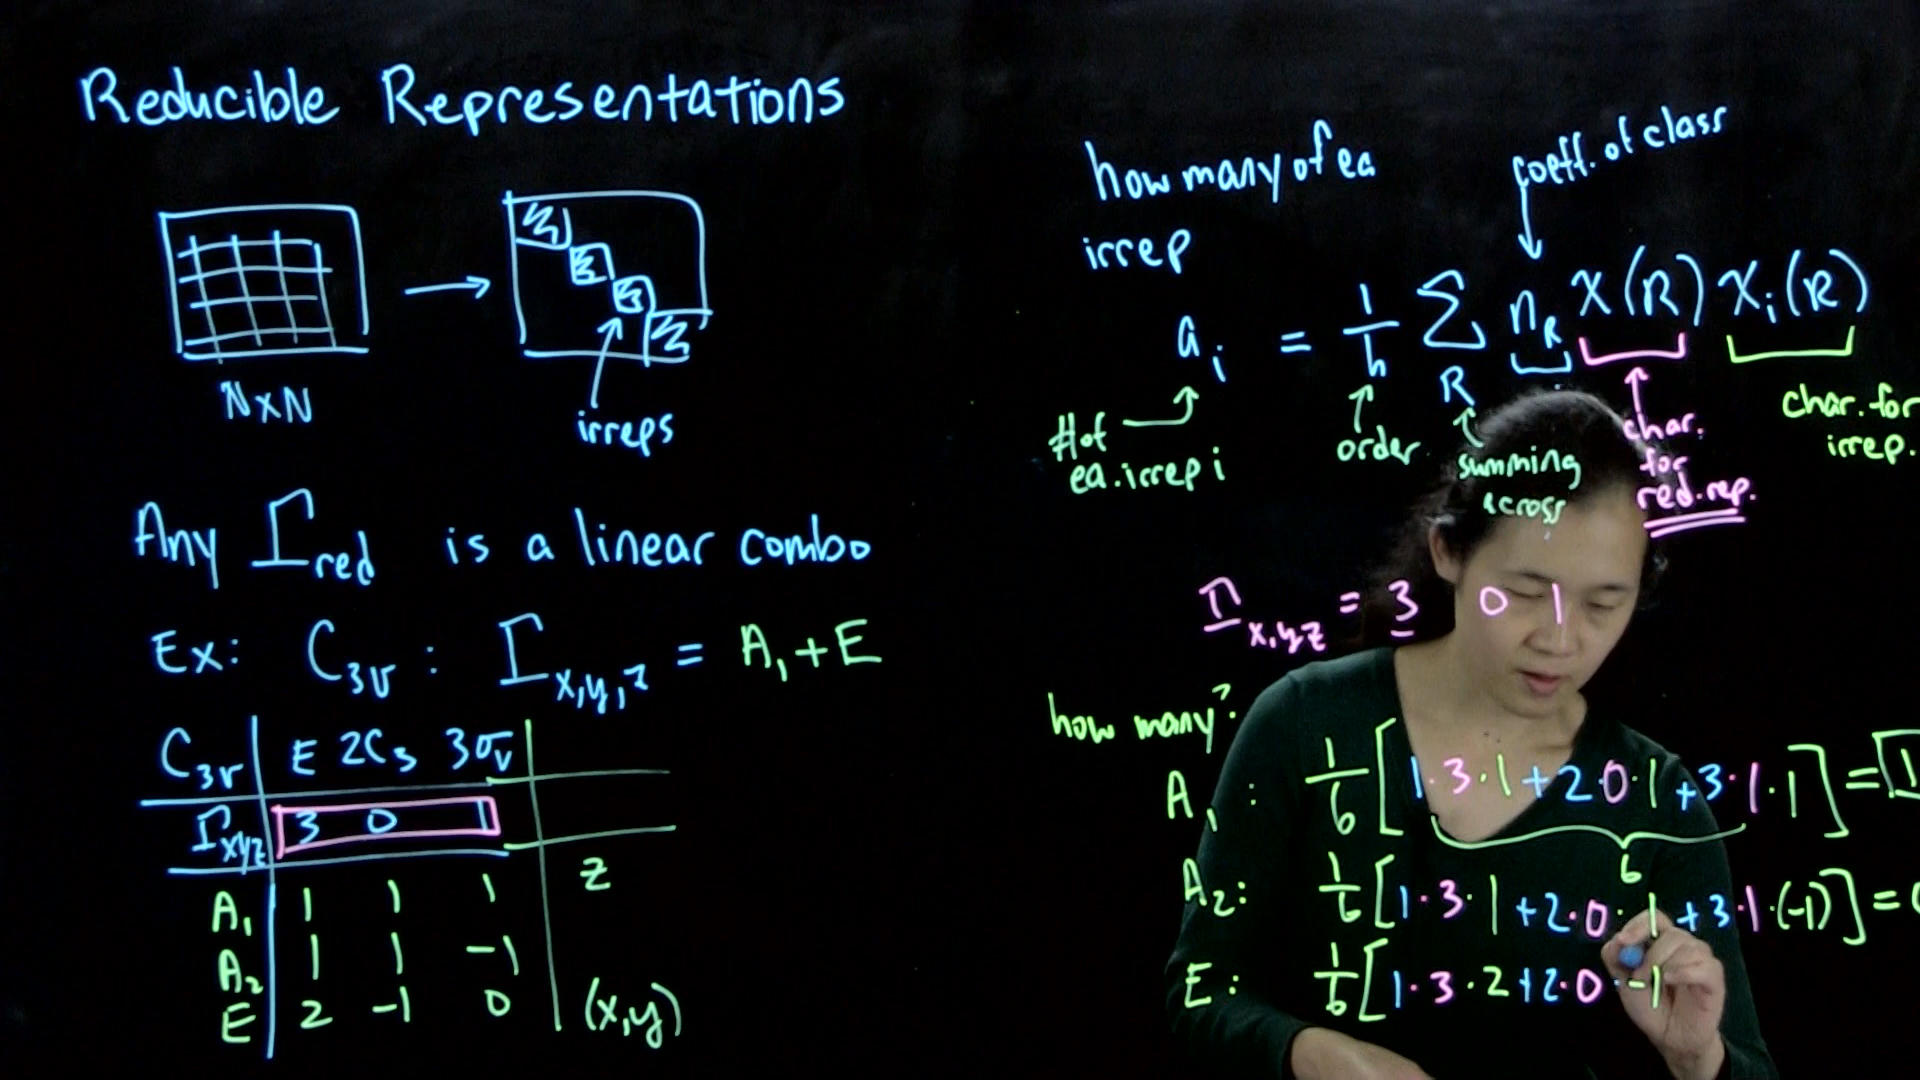 Reducible Representations
NxN
irreps
Any Γred is a linear combo
Ex: C3v : Γx,y,z = A1 + E
C3v E 2C3 3σv
Γxyz 3 0 1
A1 1 1 1 z
A2 1 1 -1
E 2 -1 0 (x,y)
how many of ea
irrep
coeff. of class
ai = 1/h Σ nR χ(R) χi(R)
R
#of
ea. irrep i
order
summing
across
char.
for
red. rep.
char. for
irrep.
Γx,yz = 3 0 1
how many?
A1 : 1/6 [1·3·1+2·0·1+3·1·1] = 1
6
A2: 1/6 [1·3·1+2·0·1+3·1·(-1)] =
E: 1/6 [1·3·2+2·0·-1